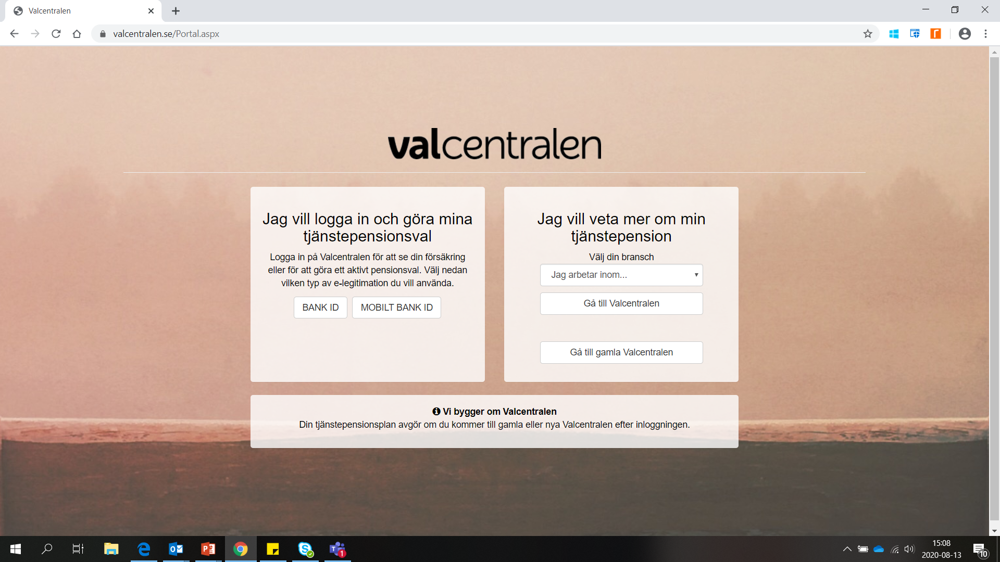 Valcentralen
valcentralen.se/Portal.aspx
valcentralen
Jag vill logga in och göra mina
tjänstepensionsval
Logga in på Valcentralen för att se din försäkring
eller för att göra ett aktivt pensionsval. Välj nedan
vilken typ av e-legitimation du vill använda.
BANK ID
MOBILT BANK ID
Jag vill veta mer om min
tjänstepension
Välj din bransch
Jag arbetar inom...
Gå till Valcentralen
Gå till gamla Valcentralen
Vi bygger om Valcentralen
Din tjänstepensionsplan avgör om du kommer till gamla eller nya Valcentralen efter inloggningen.
15:08
2020-08-13
10
1